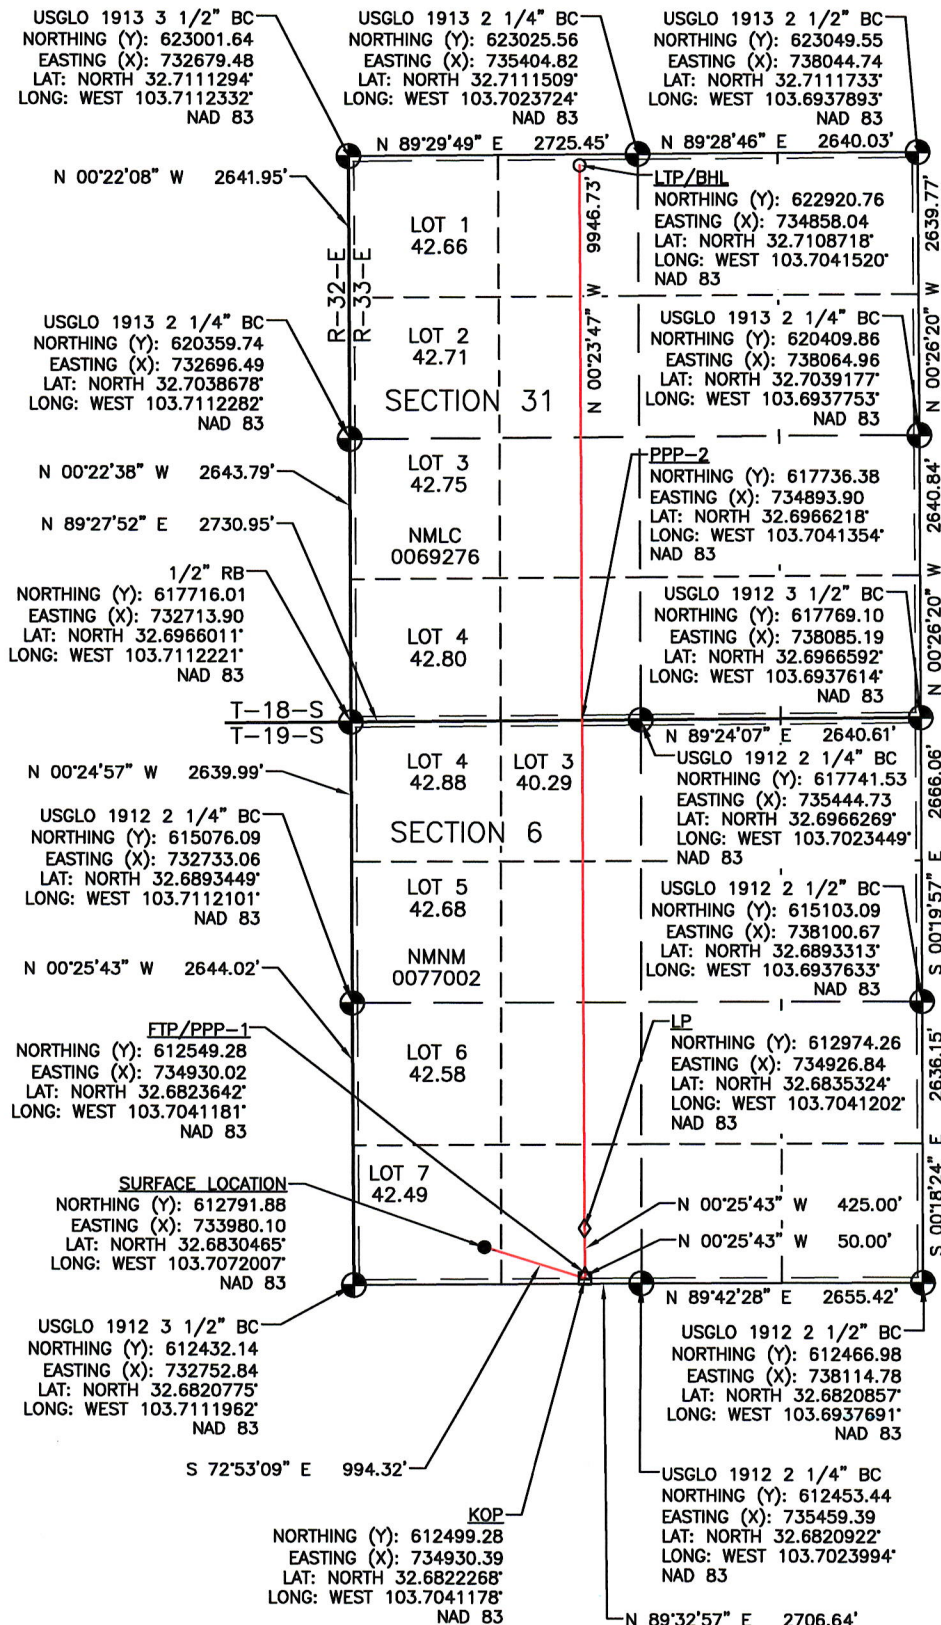 USGLO 1913 3 1/2" BC
NORTHING (Y): 623001.64
EASTING (X): 732679.48
LAT: NORTH 32.7111294°
LONG: WEST 103.7112332°
NAD 83
USGLO 1913 2 1/4" BC
NORTHING (Y): 623025.56
EASTING (X): 735404.82
LAT: NORTH 32.7111509°
LONG: WEST 103.7023724°
NAD 83
USGLO 1913 2 1/2" BC
NORTHING (Y): 623049.55
EASTING (X): 738044.74
LAT: NORTH 32.7111733°
LONG: WEST 103.6937893°
NAD 83
N 89°29'49" E 2725.45'
N 89°28'46" E 2640.03'
N 00°22'08" W 2641.95'
LOT 1
42.66
R-32-E
R-33-E
N 00°23'47" W 9946.73'
LTP/BHL
NORTHING (Y): 622920.76
EASTING (X): 734858.04
LAT: NORTH 32.7108718°
LONG: WEST 103.7041520°
NAD 83
N 00°26'20" W 2639.77'
USGLO 1913 2 1/4" BC
NORTHING (Y): 620359.74
EASTING (X): 732696.49
LAT: NORTH 32.7038678°
LONG: WEST 103.7112282°
NAD 83
LOT 2
42.71
SECTION 31
USGLO 1913 2 1/4" BC
NORTHING (Y): 620409.86
EASTING (X): 738064.96
LAT: NORTH 32.7039177°
LONG: WEST 103.6937753°
NAD 83
N 00°22'38" W 2643.79'
LOT 3
42.75
PPP-2
NORTHING (Y): 617736.38
EASTING (X): 734893.90
LAT: NORTH 32.6966218°
LONG: WEST 103.7041354°
NAD 83
N 00°26'20" W 2640.84'
N 89°27'52" E 2730.95'
NMLC
0069276
1/2" RB
NORTHING (Y): 617716.01
EASTING (X): 732713.90
LAT: NORTH 32.6966011°
LONG: WEST 103.7112221°
NAD 83
LOT 4
42.80
USGLO 1912 3 1/2" BC
NORTHING (Y): 617769.10
EASTING (X): 738085.19
LAT: NORTH 32.6966592°
LONG: WEST 103.6937614°
NAD 83
T-18-S
T-19-S
N 89°24'07" E 2640.61'
N 00°24'57" W 2639.99'
LOT 4
42.88
LOT 3
40.29
USGLO 1912 2 1/4" BC
NORTHING (Y): 617741.53
EASTING (X): 735444.73
LAT: NORTH 32.6966269°
LONG: WEST 103.7023449°
NAD 83
S 00°19'57" E 2666.06'
USGLO 1912 2 1/4" BC
NORTHING (Y): 615076.09
EASTING (X): 732733.06
LAT: NORTH 32.6893449°
LONG: WEST 103.7112101°
NAD 83
SECTION 6
LOT 5
42.68
USGLO 1912 2 1/2" BC
NORTHING (Y): 615103.09
EASTING (X): 738100.67
LAT: NORTH 32.6893313°
LONG: WEST 103.6937633°
NAD 83
N 00°25'43" W 2644.02'
NMNM
0077002
FTP/PPP-1
NORTHING (Y): 612549.28
EASTING (X): 734930.02
LAT: NORTH 32.6823642°
LONG: WEST 103.7041181°
NAD 83
LOT 6
42.58
LP
NORTHING (Y): 612974.26
EASTING (X): 734926.84
LAT: NORTH 32.6835324°
LONG: WEST 103.7041202°
NAD 83
S 00°18'24" E 2636.15'
SURFACE LOCATION
NORTHING (Y): 612791.88
EASTING (X): 733980.10
LAT: NORTH 32.6830465°
LONG: WEST 103.7072007°
NAD 83
LOT 7
42.49
N 00°25'43" W 425.00'
N 00°25'43" W 50.00'
N 89°42'28" E 2655.42'
USGLO 1912 3 1/2" BC
NORTHING (Y): 612432.14
EASTING (X): 732752.84
LAT: NORTH 32.6820775°
LONG: WEST 103.7111962°
NAD 83
USGLO 1912 2 1/2" BC
NORTHING (Y): 612466.98
EASTING (X): 738114.78
LAT: NORTH 32.6820857°
LONG: WEST 103.6937691°
NAD 83
S 72°53'09" E 994.32'
USGLO 1912 2 1/4" BC
NORTHING (Y): 612453.44
EASTING (X): 735459.39
LAT: NORTH 32.6820922°
LONG: WEST 103.7023994°
NAD 83
KOP
NORTHING (Y): 612499.28
EASTING (X): 734930.39
LAT: NORTH 32.6822268°
LONG: WEST 103.7041178°
NAD 83
N 89°32'57" E 2706.64'